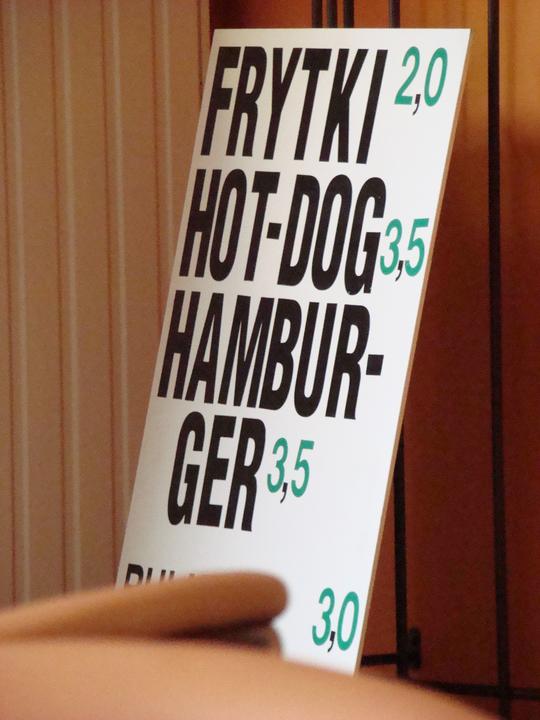 FRYTKI 2,0
HOT-DOG 3,5
HAMBUR-
GER 3,5
3,0